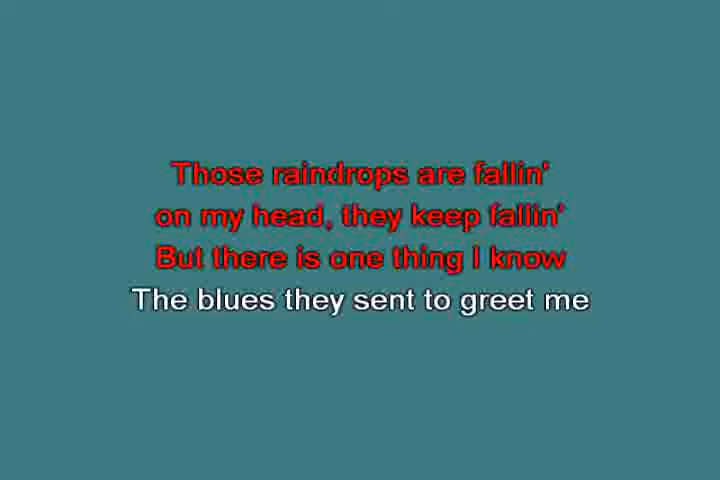 Those raindrops are fallin'
on my head, they keep fallin'
But there is one thing I know
The blues they sent to greet me